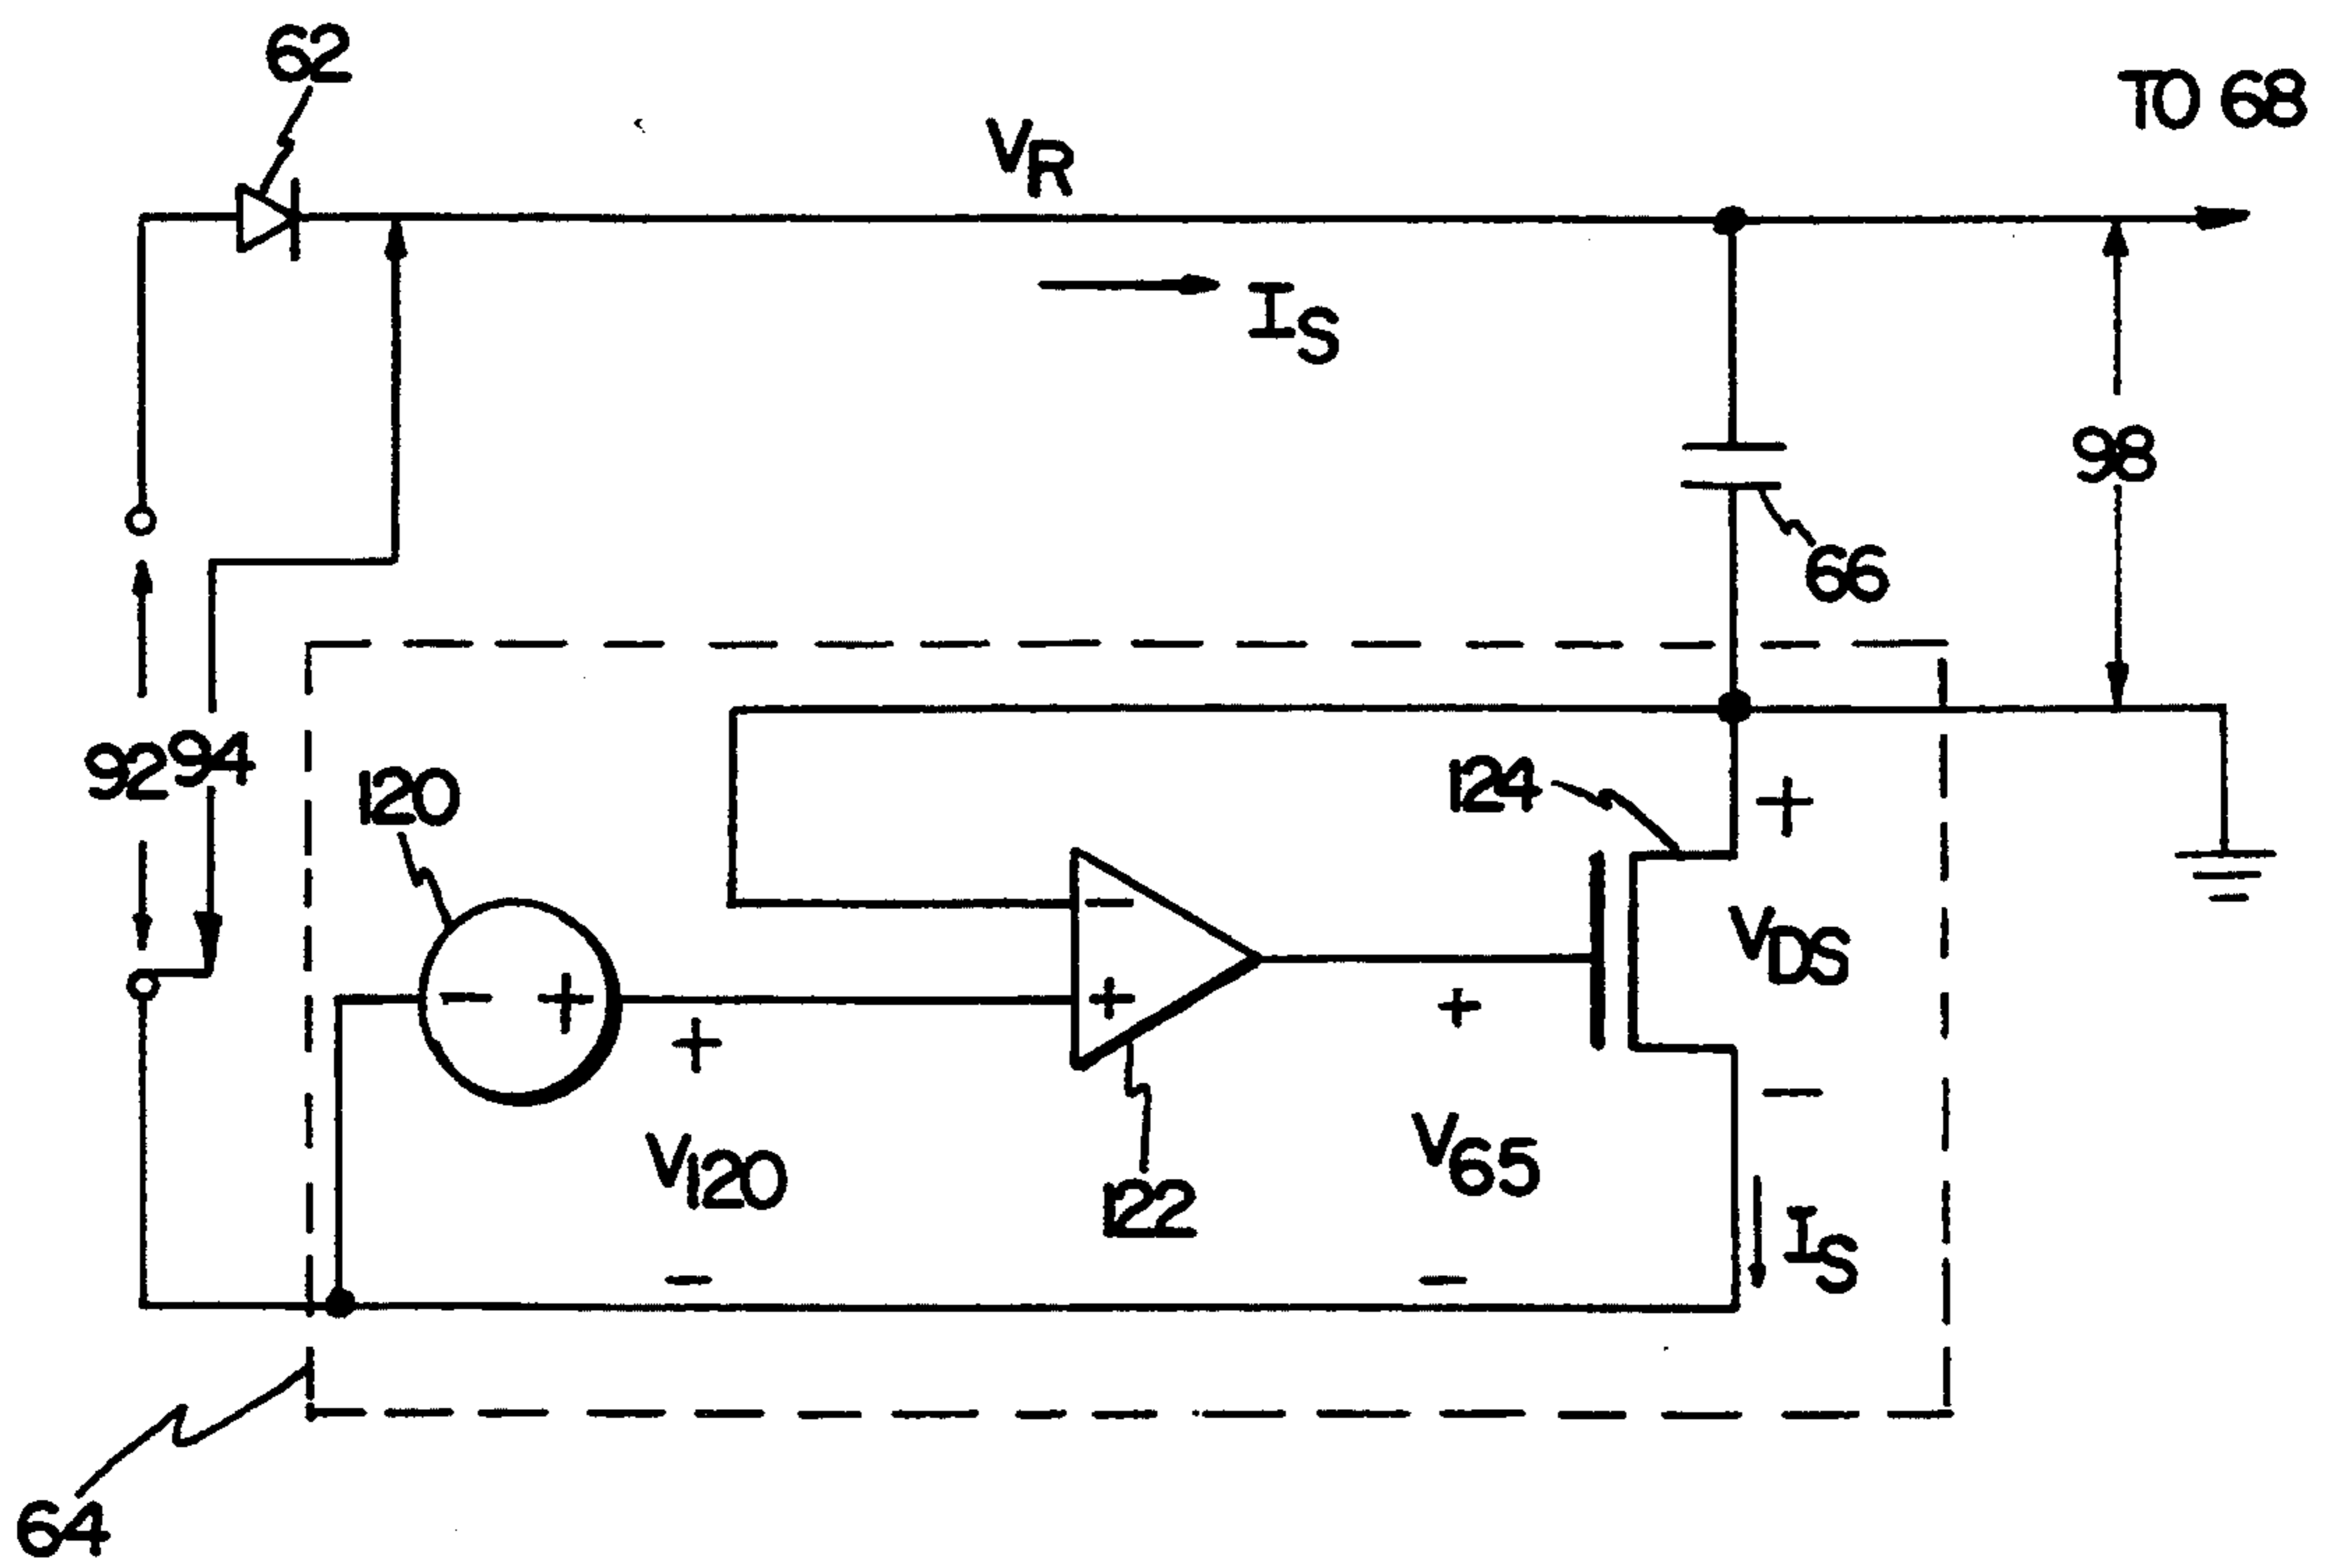 62
TO 68
VR
IS
98
66
92
94
120
124
+
VDS
−
+
− +
+
+
−
V120
V65
122
IS
−
−
64